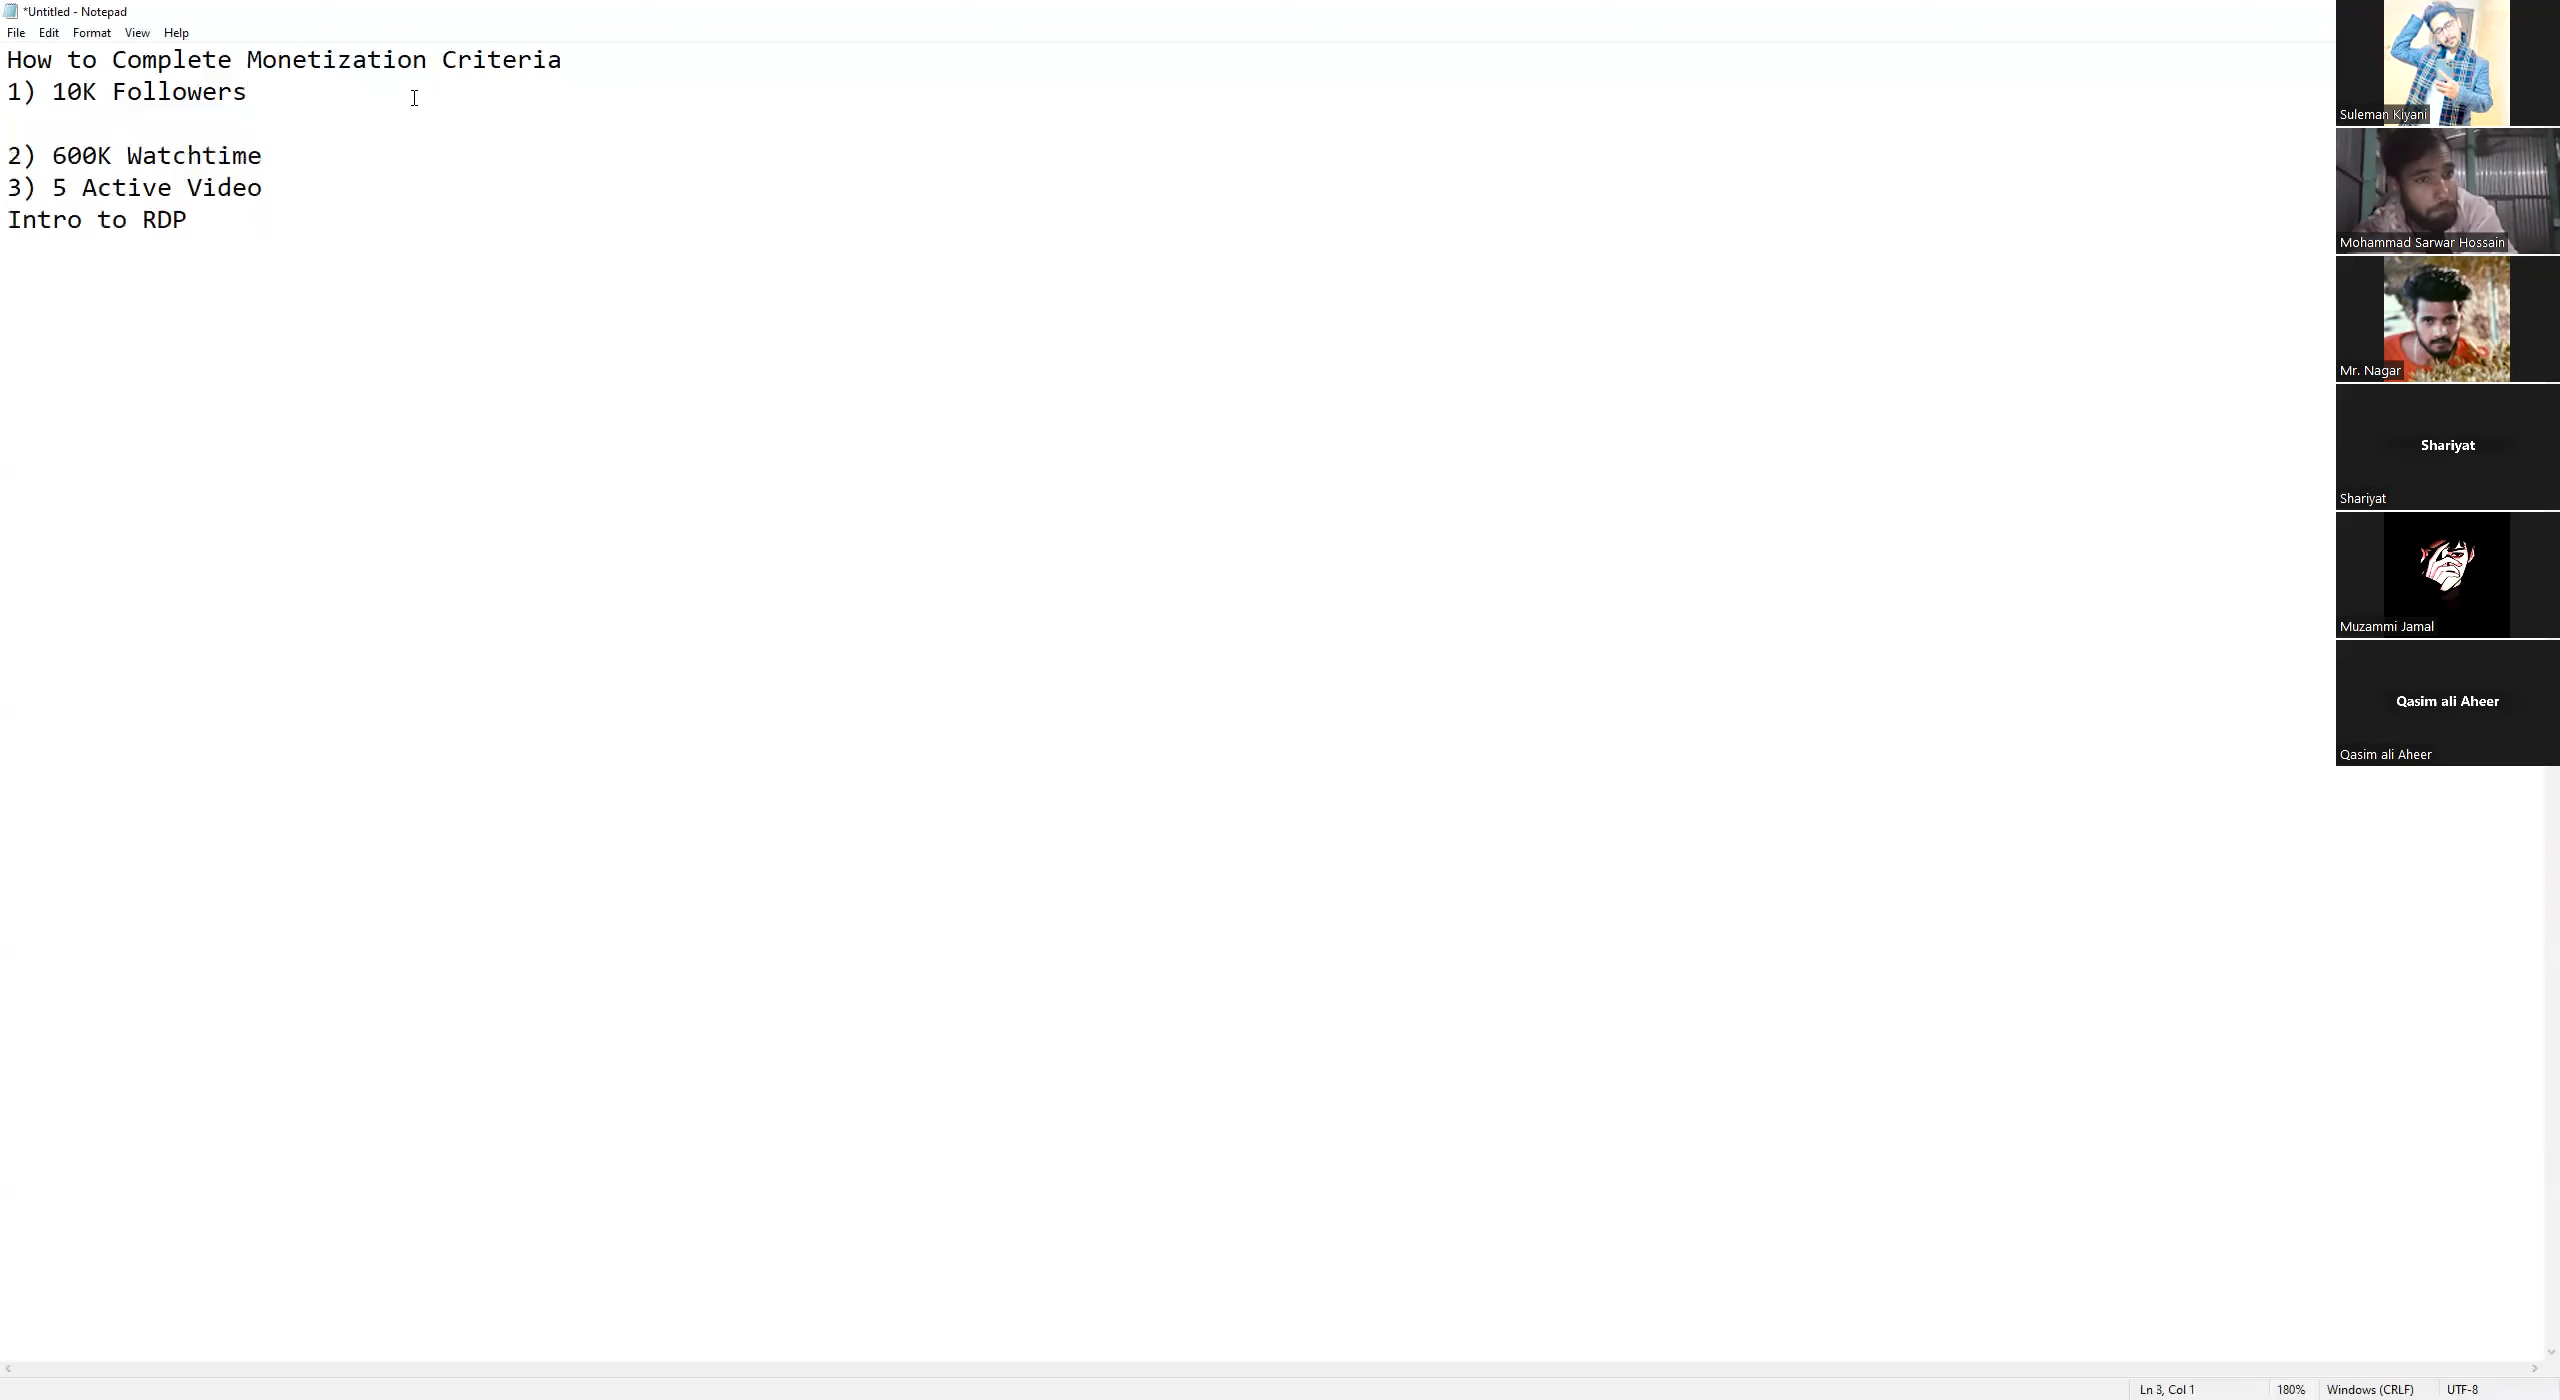 *Untitled - Notepad
File Edit Format View Help
How to Complete Monetization Criteria
1) 10K Followers
2) 600K Watchtime
3) 5 Active Video
Intro to RDP
Suleman Kiyani
Mohammad Sarwar Hossain
Mr. Nagar
Shariyat
Shariyat
Muzammi Jamal
Qasim ali Aheer
Qasim ali Aheer
Ln 3, Col 1 180% Windows (CRLF) UTF-8